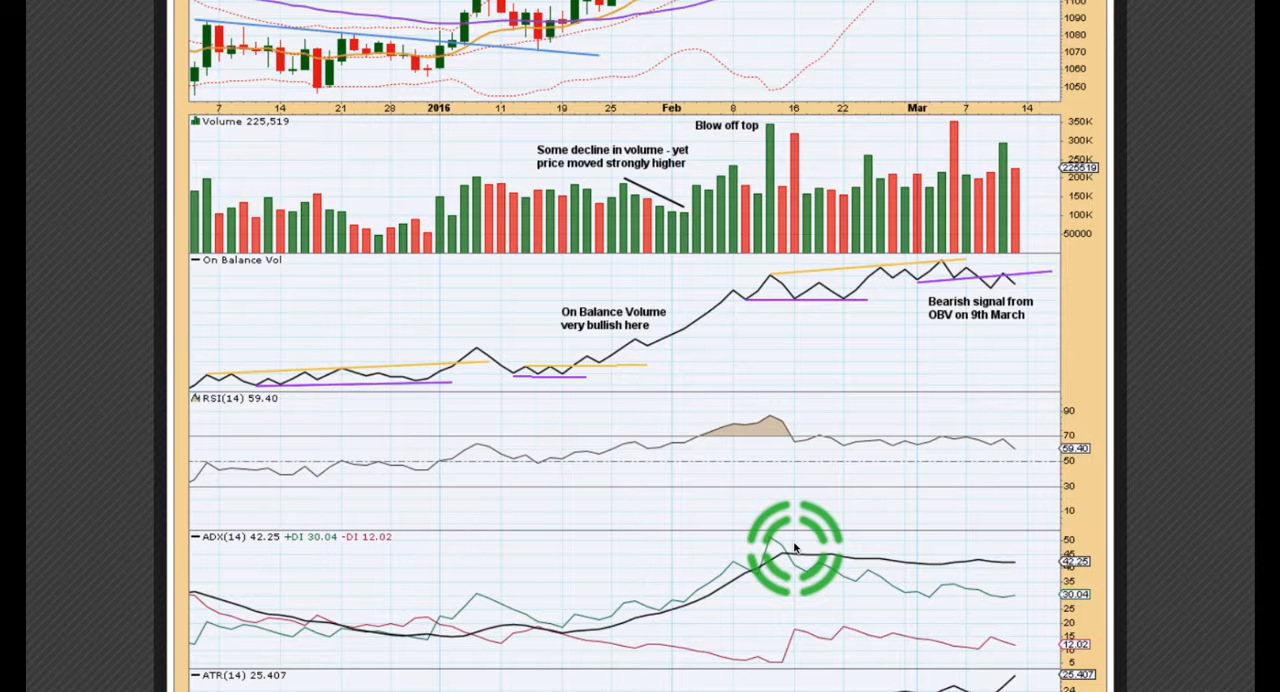 1100
1090
1080
1070
1060
1050
7 14 21 28 2016 11 19 25 Feb 8 16 22 Mar 7 14
Volume 225,519
Blow off top
Some decline in volume - yet
price moved strongly higher
350K
300K
250K
225519
200K
150K
100K
50000
On Balance Vol
On Balance Volume
very bullish here
Bearish signal from
OBV on 9th March
RSI(14) 59.40
90
70
59.40
50
30
10
ADX(14) 42.25 +DI 30.04 -DI 12.02
50
45
42.25
35
30.04
25
20
15
12.02
10
5
ATR(14) 25.407
25.407
24